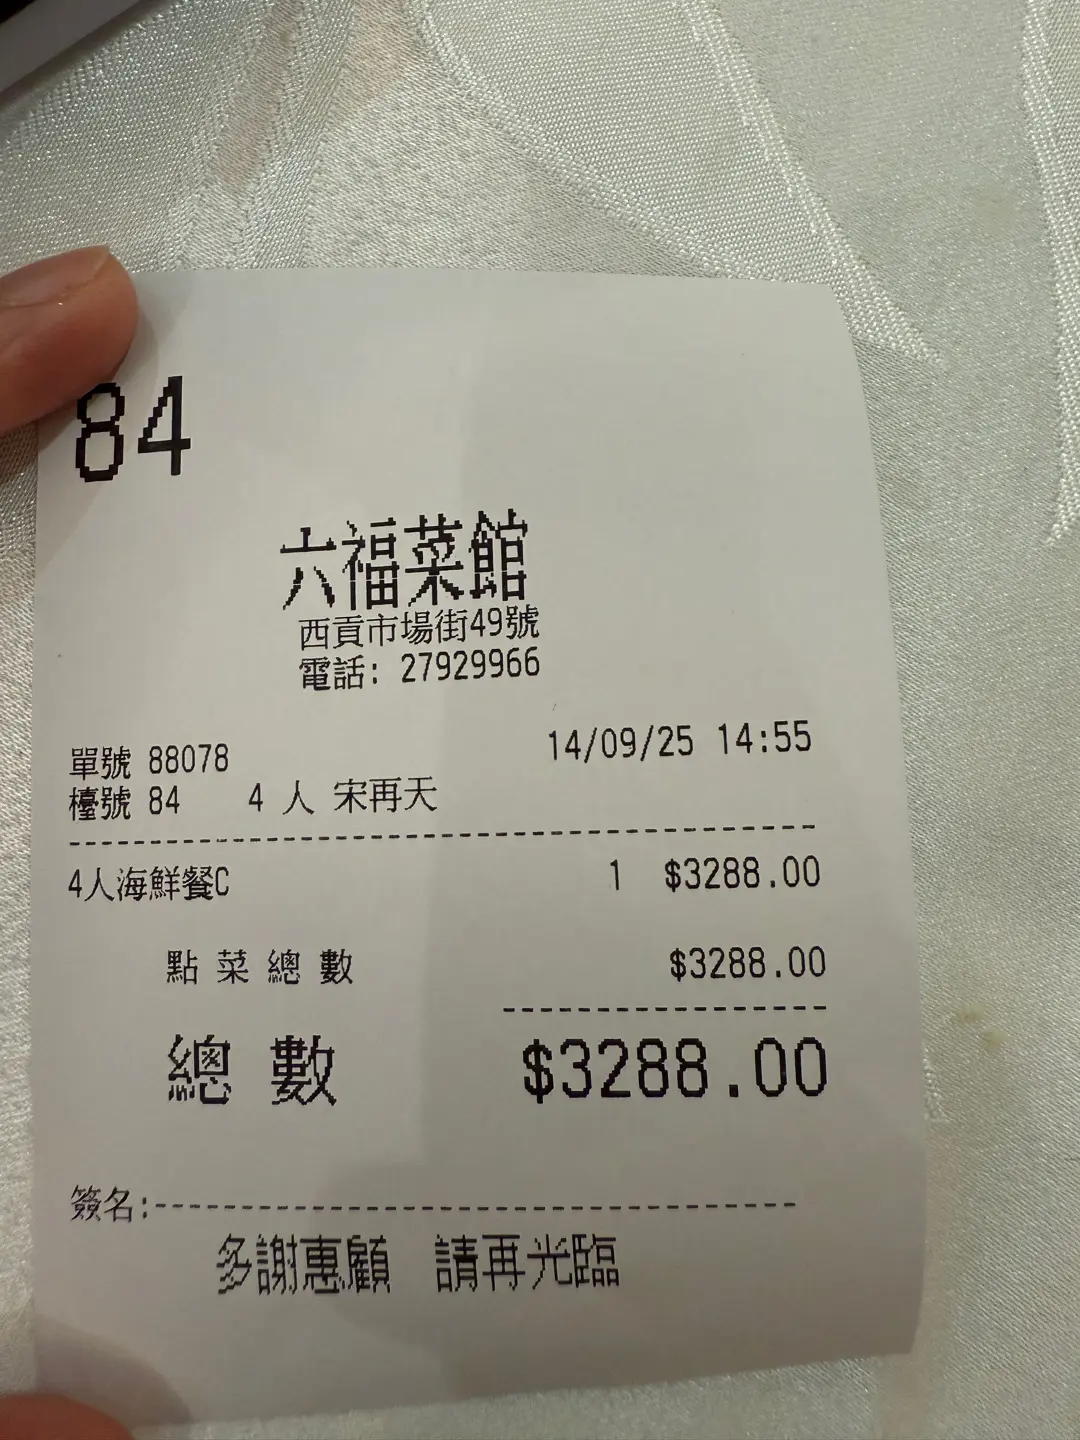 84
六福菜館
西貢市場街49號
電話: 27929966
單號 88078 14/09/25 14:55
檯號 84 4 人 宋再天
4人海鮮餐C 1 $3288.00
點 菜 總 數 $3288.00
總 數 $3288.00
簽名:
多謝惠顧 請再光臨